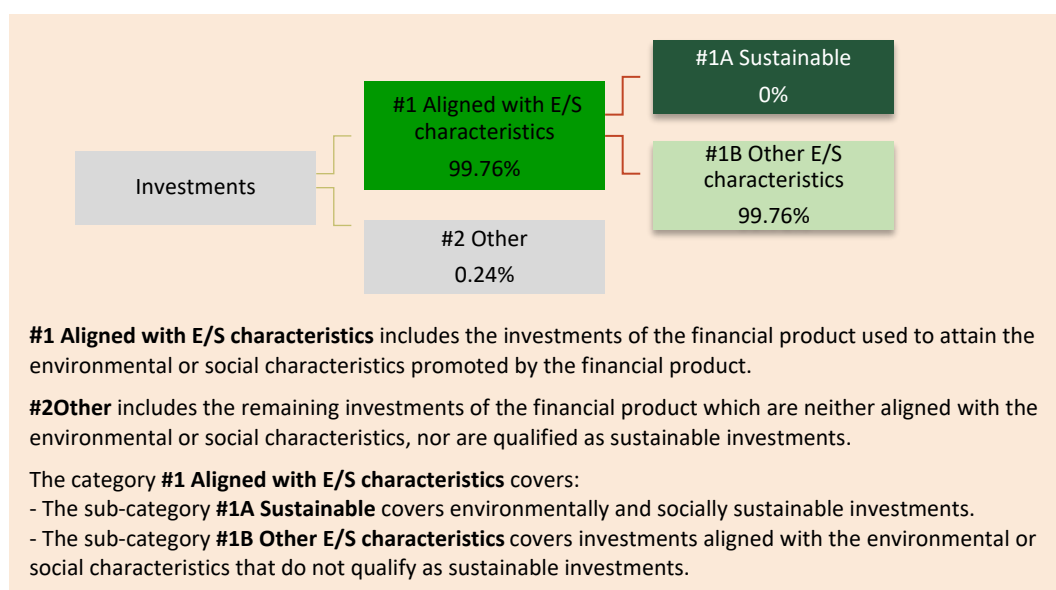 #1A Sustainable
0%
#1 Aligned with E/S
characteristics
99.76%
#1B Other E/S
characteristics
99.76%
Investments
#2 Other
0.24%
#1 Aligned with E/S characteristics includes the investments of the financial product used to attain the
environmental or social characteristics promoted by the financial product.
#2Other includes the remaining investments of the financial product which are neither aligned with the
environmental or social characteristics, nor are qualified as sustainable investments.
The category #1 Aligned with E/S characteristics covers:
- The sub-category #1A Sustainable covers environmentally and socially sustainable investments.
- The sub-category #1B Other E/S characteristics covers investments aligned with the environmental or
social characteristics that do not qualify as sustainable investments.